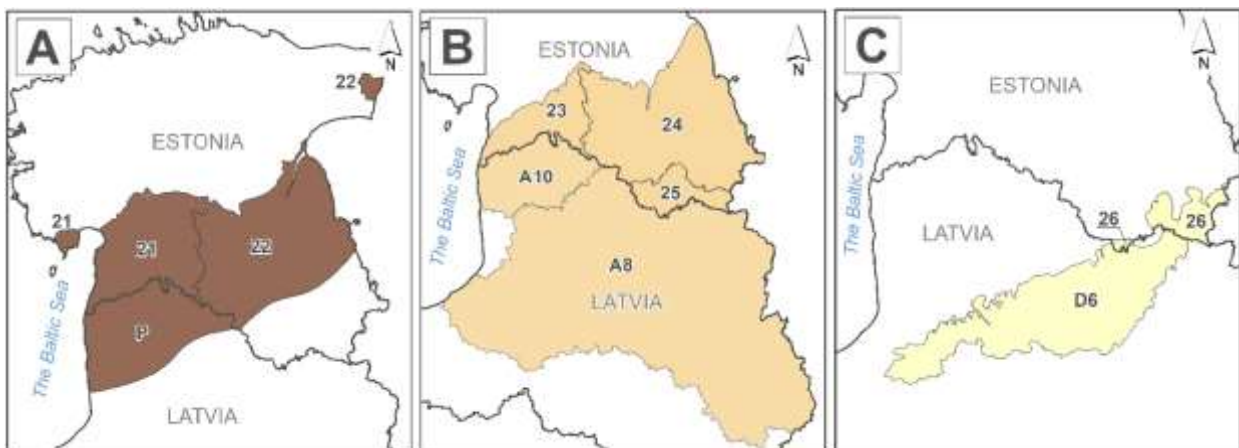 A
N
22
ESTONIA
21
21
22
P
The Baltic Sea
LATVIA
B
ESTONIA
N
23
24
The Baltic Sea
A10
25
A8
LATVIA
C
N
ESTONIA
The Baltic Sea
26
26
LATVIA
D6